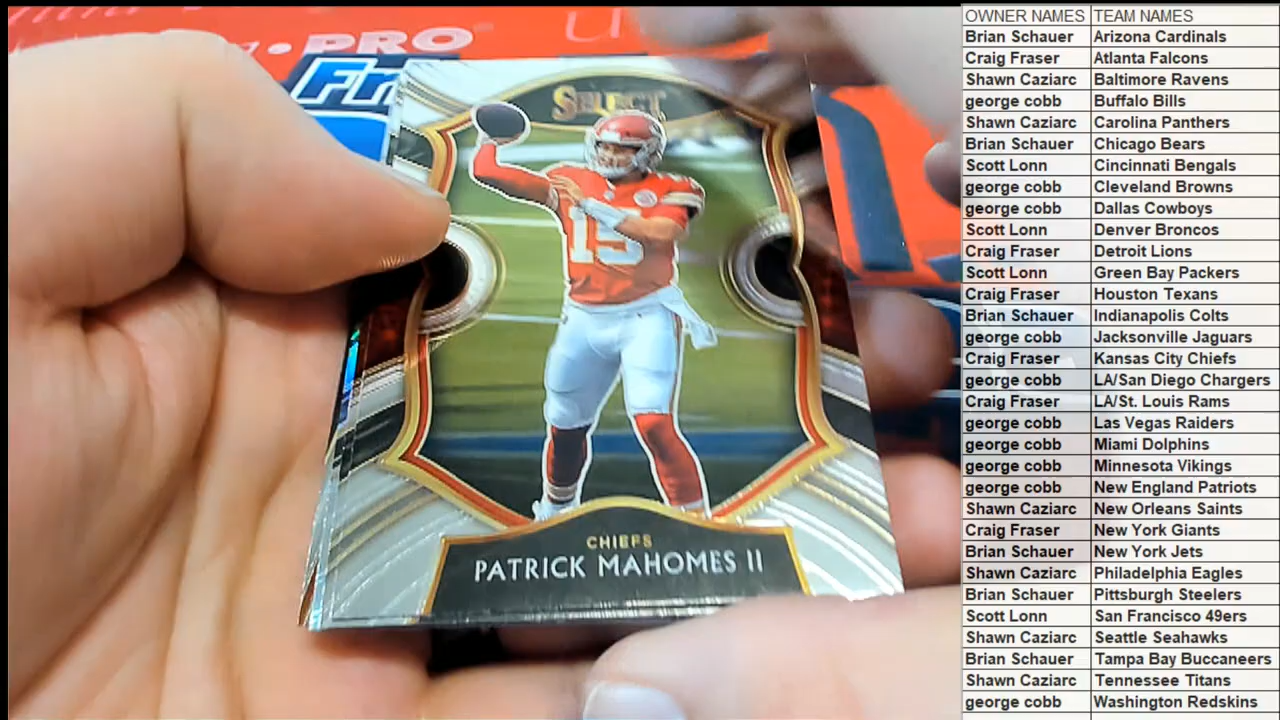 PRO
Fr
SELECT
15
CHIEFS
PATRICK MAHOMES II
OWNER NAMES TEAM NAMES
Brian Schauer Arizona Cardinals
Craig Fraser Atlanta Falcons
Shawn Caziarc Baltimore Ravens
george cobb Buffalo Bills
Shawn Caziarc Carolina Panthers
Brian Schauer Chicago Bears
Scott Lonn Cincinnati Bengals
george cobb Cleveland Browns
george cobb Dallas Cowboys
Scott Lonn Denver Broncos
Craig Fraser Detroit Lions
Scott Lonn Green Bay Packers
Craig Fraser Houston Texans
Brian Schauer Indianapolis Colts
george cobb Jacksonville Jaguars
Craig Fraser Kansas City Chiefs
george cobb LA/San Diego Chargers
Craig Fraser LA/St. Louis Rams
george cobb Las Vegas Raiders
george cobb Miami Dolphins
george cobb Minnesota Vikings
george cobb New England Patriots
Shawn Caziarc New Orleans Saints
Craig Fraser New York Giants
Brian Schauer New York Jets
Shawn Caziarc Philadelphia Eagles
Brian Schauer Pittsburgh Steelers
Scott Lonn San Francisco 49ers
Shawn Caziarc Seattle Seahawks
Brian Schauer Tampa Bay Buccaneers
Shawn Caziarc Tennessee Titans
george cobb Washington Redskins